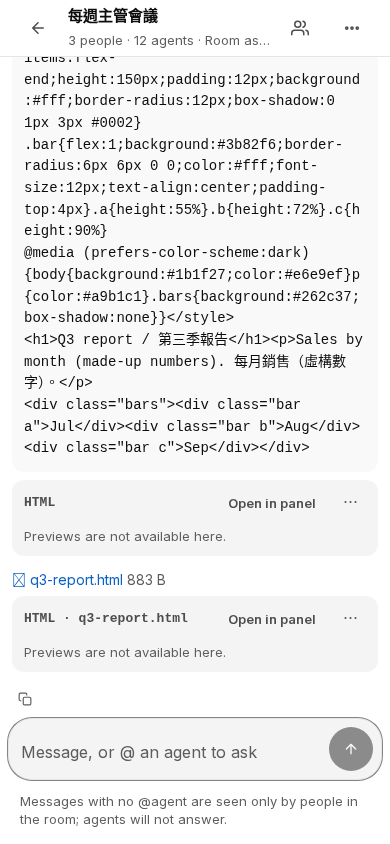 每週主管會議
3 people · 12 agents · Room as…
items:flex-
end;height:150px;padding:12px;background
:#fff;border-radius:12px;box-shadow:0
1px 3px #0002}
.bar{flex:1;background:#3b82f6;border-
radius:6px 6px 0 0;color:#fff;font-
size:12px;text-align:center;padding-
top:4px}.a{height:55%}.b{height:72%}.c{h
eight:90%}
@media (prefers-color-scheme:dark)
{body{background:#1b1f27;color:#e6e9ef}p
{color:#a9b1c1}.bars{background:#262c37;
box-shadow:none}}</style>
<h1>Q3 report / 第三季報告</h1><p>Sales by
month (made-up numbers). 每月銷售（虛構數
字）。</p>
<div class="bars"><div class="bar
a">Jul</div><div class="bar b">Aug</div>
<div class="bar c">Sep</div></div>
HTML
Open in panel
Previews are not available here.
q3-report.html 883 B
HTML · q3-report.html
Open in panel
Previews are not available here.
Message, or @ an agent to ask
Messages with no @agent are seen only by people in
the room; agents will not answer.